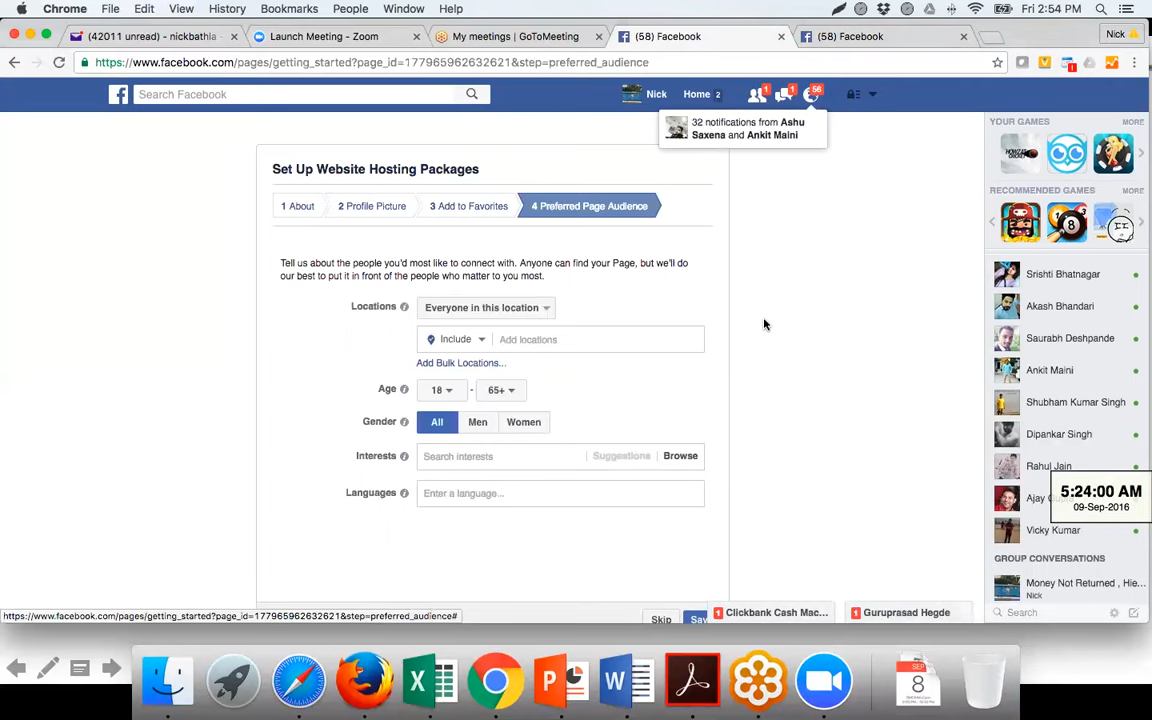 Chrome File Edit View History Bookmarks People Window Help Fri 2:54 PM
(42011 unread) - nickbathla Launch Meeting - Zoom My meetings | GoToMeeting (58) Facebook (58) Facebook Nick
https://www.facebook.com/pages/getting_started?page_id=177965962632621&step=preferred_audience
Search Facebook Nick Home 2 1 1 56
32 notifications from Ashu
Saxena and Ankit Maini
YOUR GAMES MORE
RECOMMENDED GAMES MORE
Set Up Website Hosting Packages
1 About 2 Profile Picture 3 Add to Favorites 4 Preferred Page Audience
Tell us about the people you'd most like to connect with. Anyone can find your Page, but we'll do
our best to put it in front of the people who matter to you most.
Locations Everyone in this location
Include Add locations
Add Bulk Locations...
Age 18 - 65+
Gender All Men Women
Interests Search interests Suggestions Browse
Languages Enter a language...
Skip
Srishti Bhatnagar
Akash Bhandari
Saurabh Deshpande
Ankit Maini
Shubham Kumar Singh
Dipankar Singh
Rahul Jain
Ajay
Vicky Kumar
5:24:00 AM
09-Sep-2016
GROUP CONVERSATIONS
Money Not Returned , Hie...
Nick
Search
1 Clickbank Cash Mac...
1 Guruprasad Hegde
https://www.facebook.com/pages/getting_started?page_id=177965962632621&step=preferred_audience#
X P W SEP
8